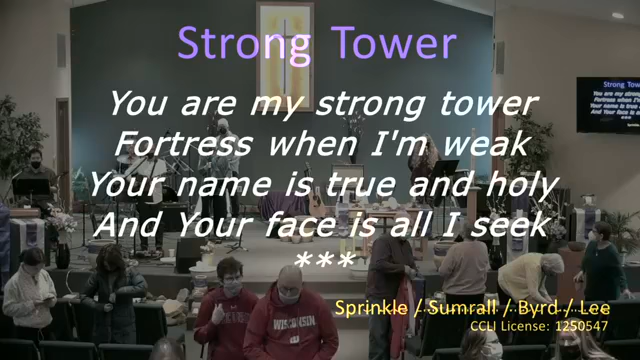 Strong Tower
You are my strong tower
Fortress when I'm weak
Your name is true and holy
And Your face is all I seek
***
Sprinkle / Sumrall / Byrd / Lee
CCLI License: 1250547
WISCONSIN